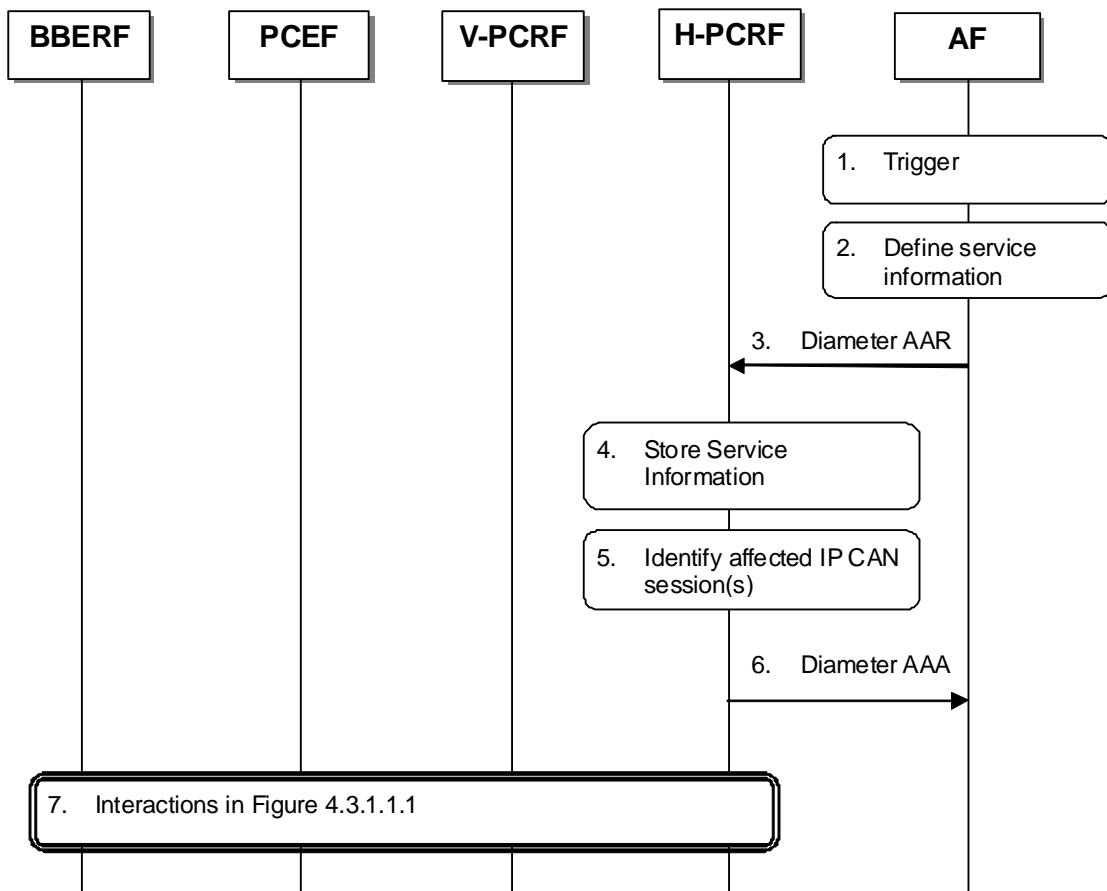 BBERF PCEF V-PCRF H-PCRF AF
1. Trigger
2. Define service
information
3. Diameter AAR
4. Store Service
Information
5. Identify affected IP CAN
session(s)
6. Diameter AAA
7. Interactions in Figure 4.3.1.1.1